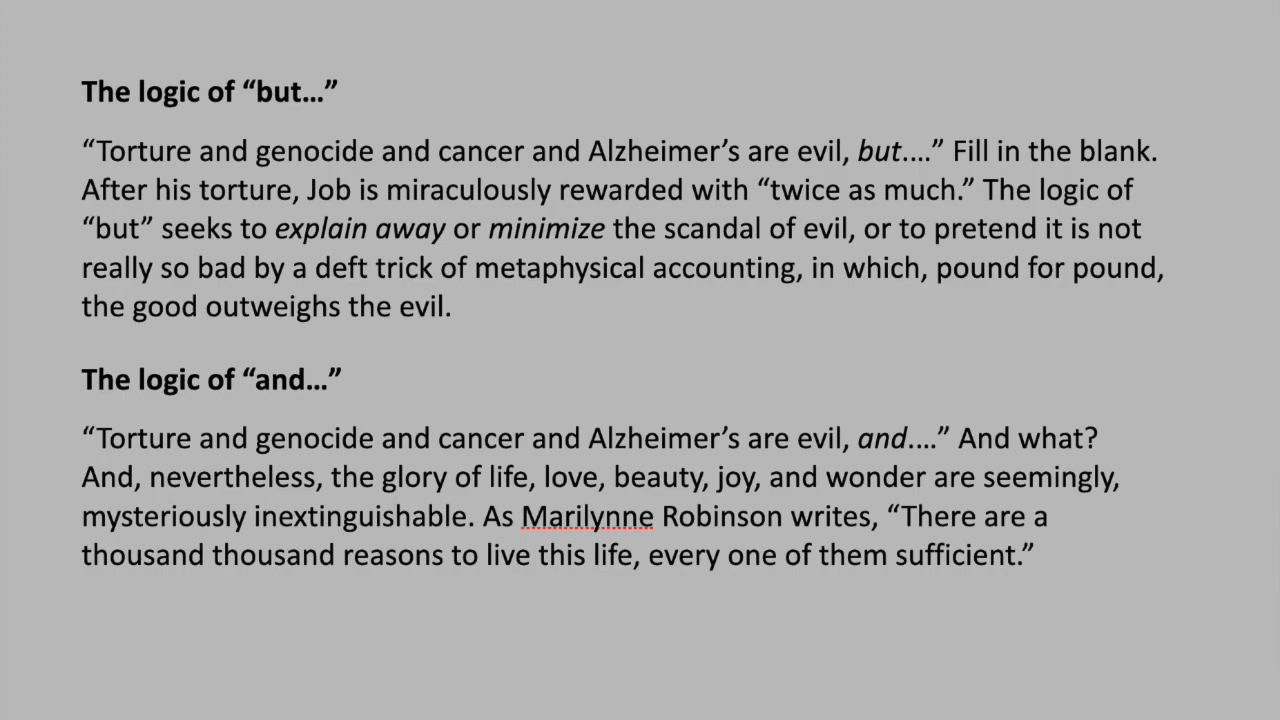 The logic of “but…”
“Torture and genocide and cancer and Alzheimer’s are evil, but.…” Fill in the blank.
After his torture, Job is miraculously rewarded with “twice as much.” The logic of
“but” seeks to explain away or minimize the scandal of evil, or to pretend it is not
really so bad by a deft trick of metaphysical accounting, in which, pound for pound,
the good outweighs the evil.
The logic of “and…”
“Torture and genocide and cancer and Alzheimer’s are evil, and.…” And what?
And, nevertheless, the glory of life, love, beauty, joy, and wonder are seemingly,
mysteriously inextinguishable. As Marilynne Robinson writes, “There are a
thousand thousand reasons to live this life, every one of them sufficient.”